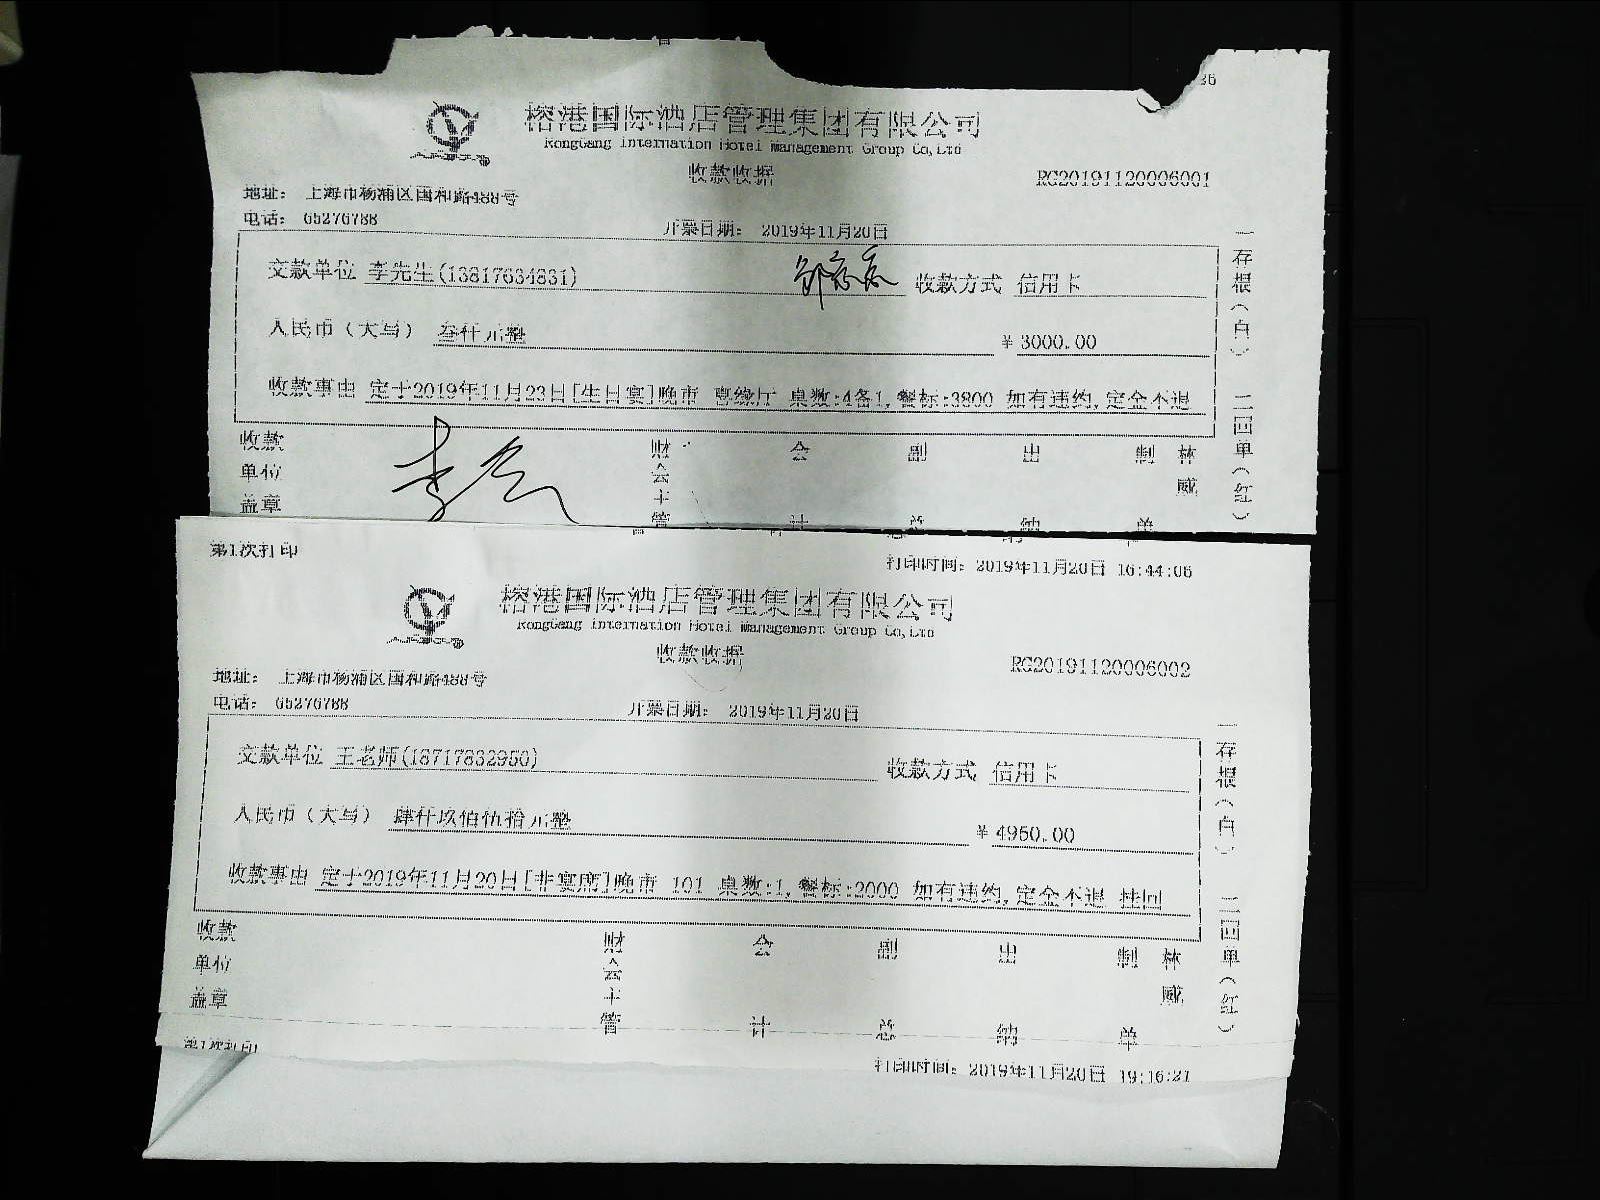 榕港国际酒店管理集团有限公司
RongGang Internation Hotel Management Group Co,Ltd
收款收据
RG20191120006001
地址： 上海市杨浦区国和路488号
电话： 65276788
开票日期： 2019年11月20日
交款单位 李先生(13817634831) 收款方式 信用卡
人民币（大写） 叁仟元整 ¥ 3000.00
收款事由 定于2019年11月23日[生日宴]晚市 喜缘厅 桌数:4备1,餐标:3800 如有违约,定金不退
收款单位盖章 财会主管 会计 副总 出纳 制单 林威
一存根（白） 二回单（红）
第1次打印
打印时间：2019年11月20日 16:44:06
榕港国际酒店管理集团有限公司
RongGang Internation Hotel Management Group Co,Ltd
收款收据
RG20191120006002
地址： 上海市杨浦区国和路488号
电话： 65276788
开票日期： 2019年11月20日
交款单位 王老师(18717832950) 收款方式 信用卡
人民币（大写） 肆仟玖佰伍拾元整 ¥ 4950.00
收款事由 定于2019年11月20日[非宴席]晚市 101 桌数:1,餐标:2000 如有违约,定金不退 挂回
收款单位盖章 财会主管 会计 副总 出纳 制单 林威
一存根（白） 二回单（红）
第1次打印
打印时间：2019年11月20日 19:16:21